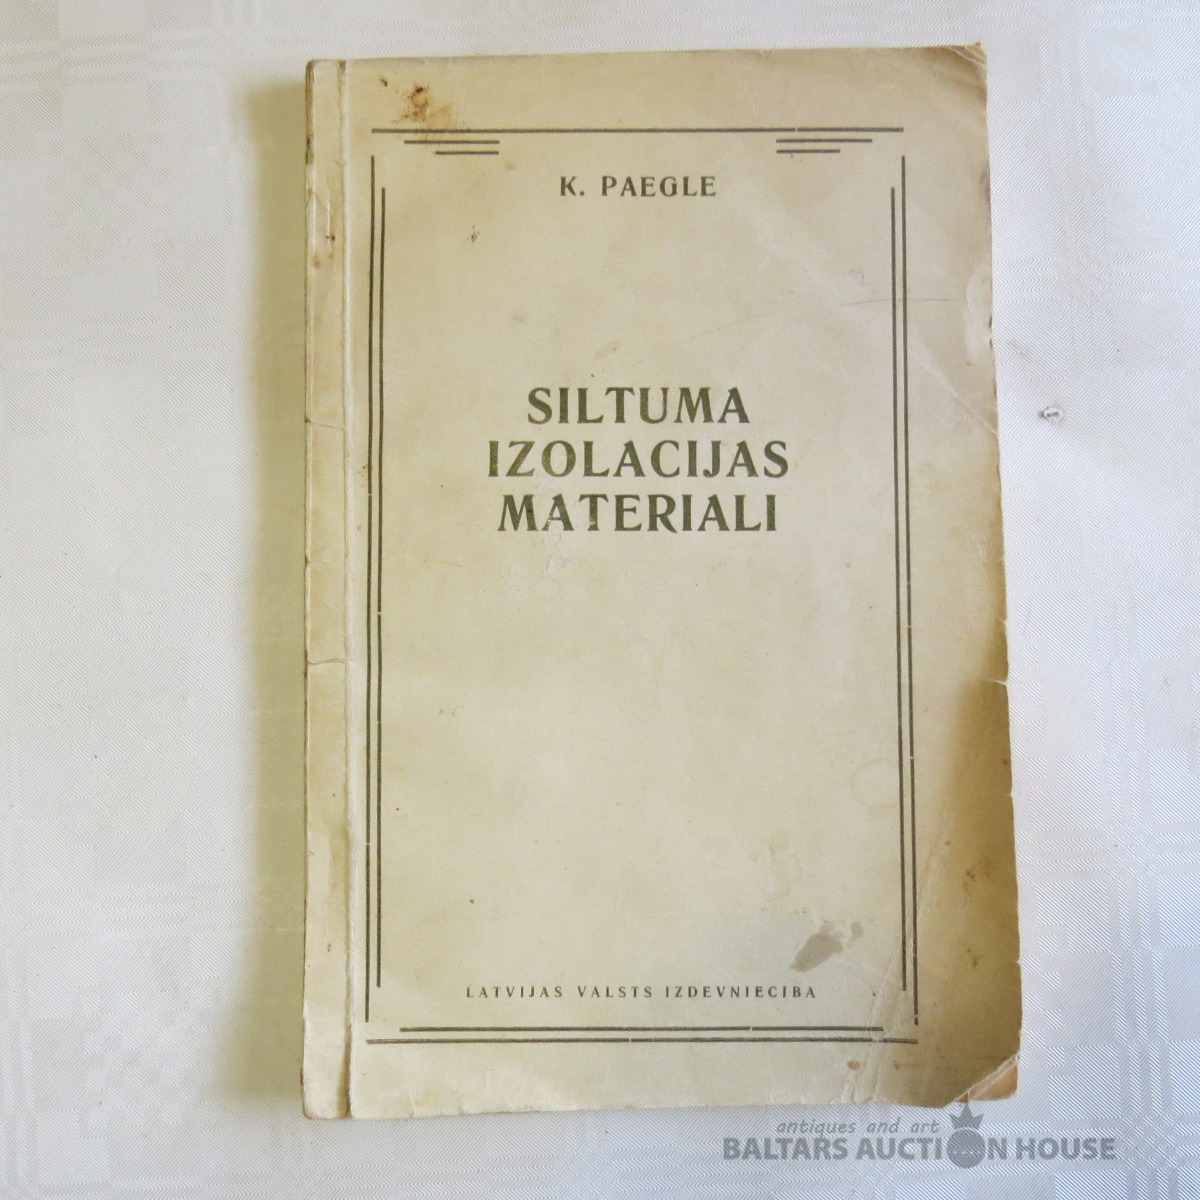 K. PAEGLE
SILTUMA
IZOLACIJAS
MATERIALI
LATVIJAS VALSTS IZDEVNIECIBA
antiques and art
BALTARS AUCTION HOUSE